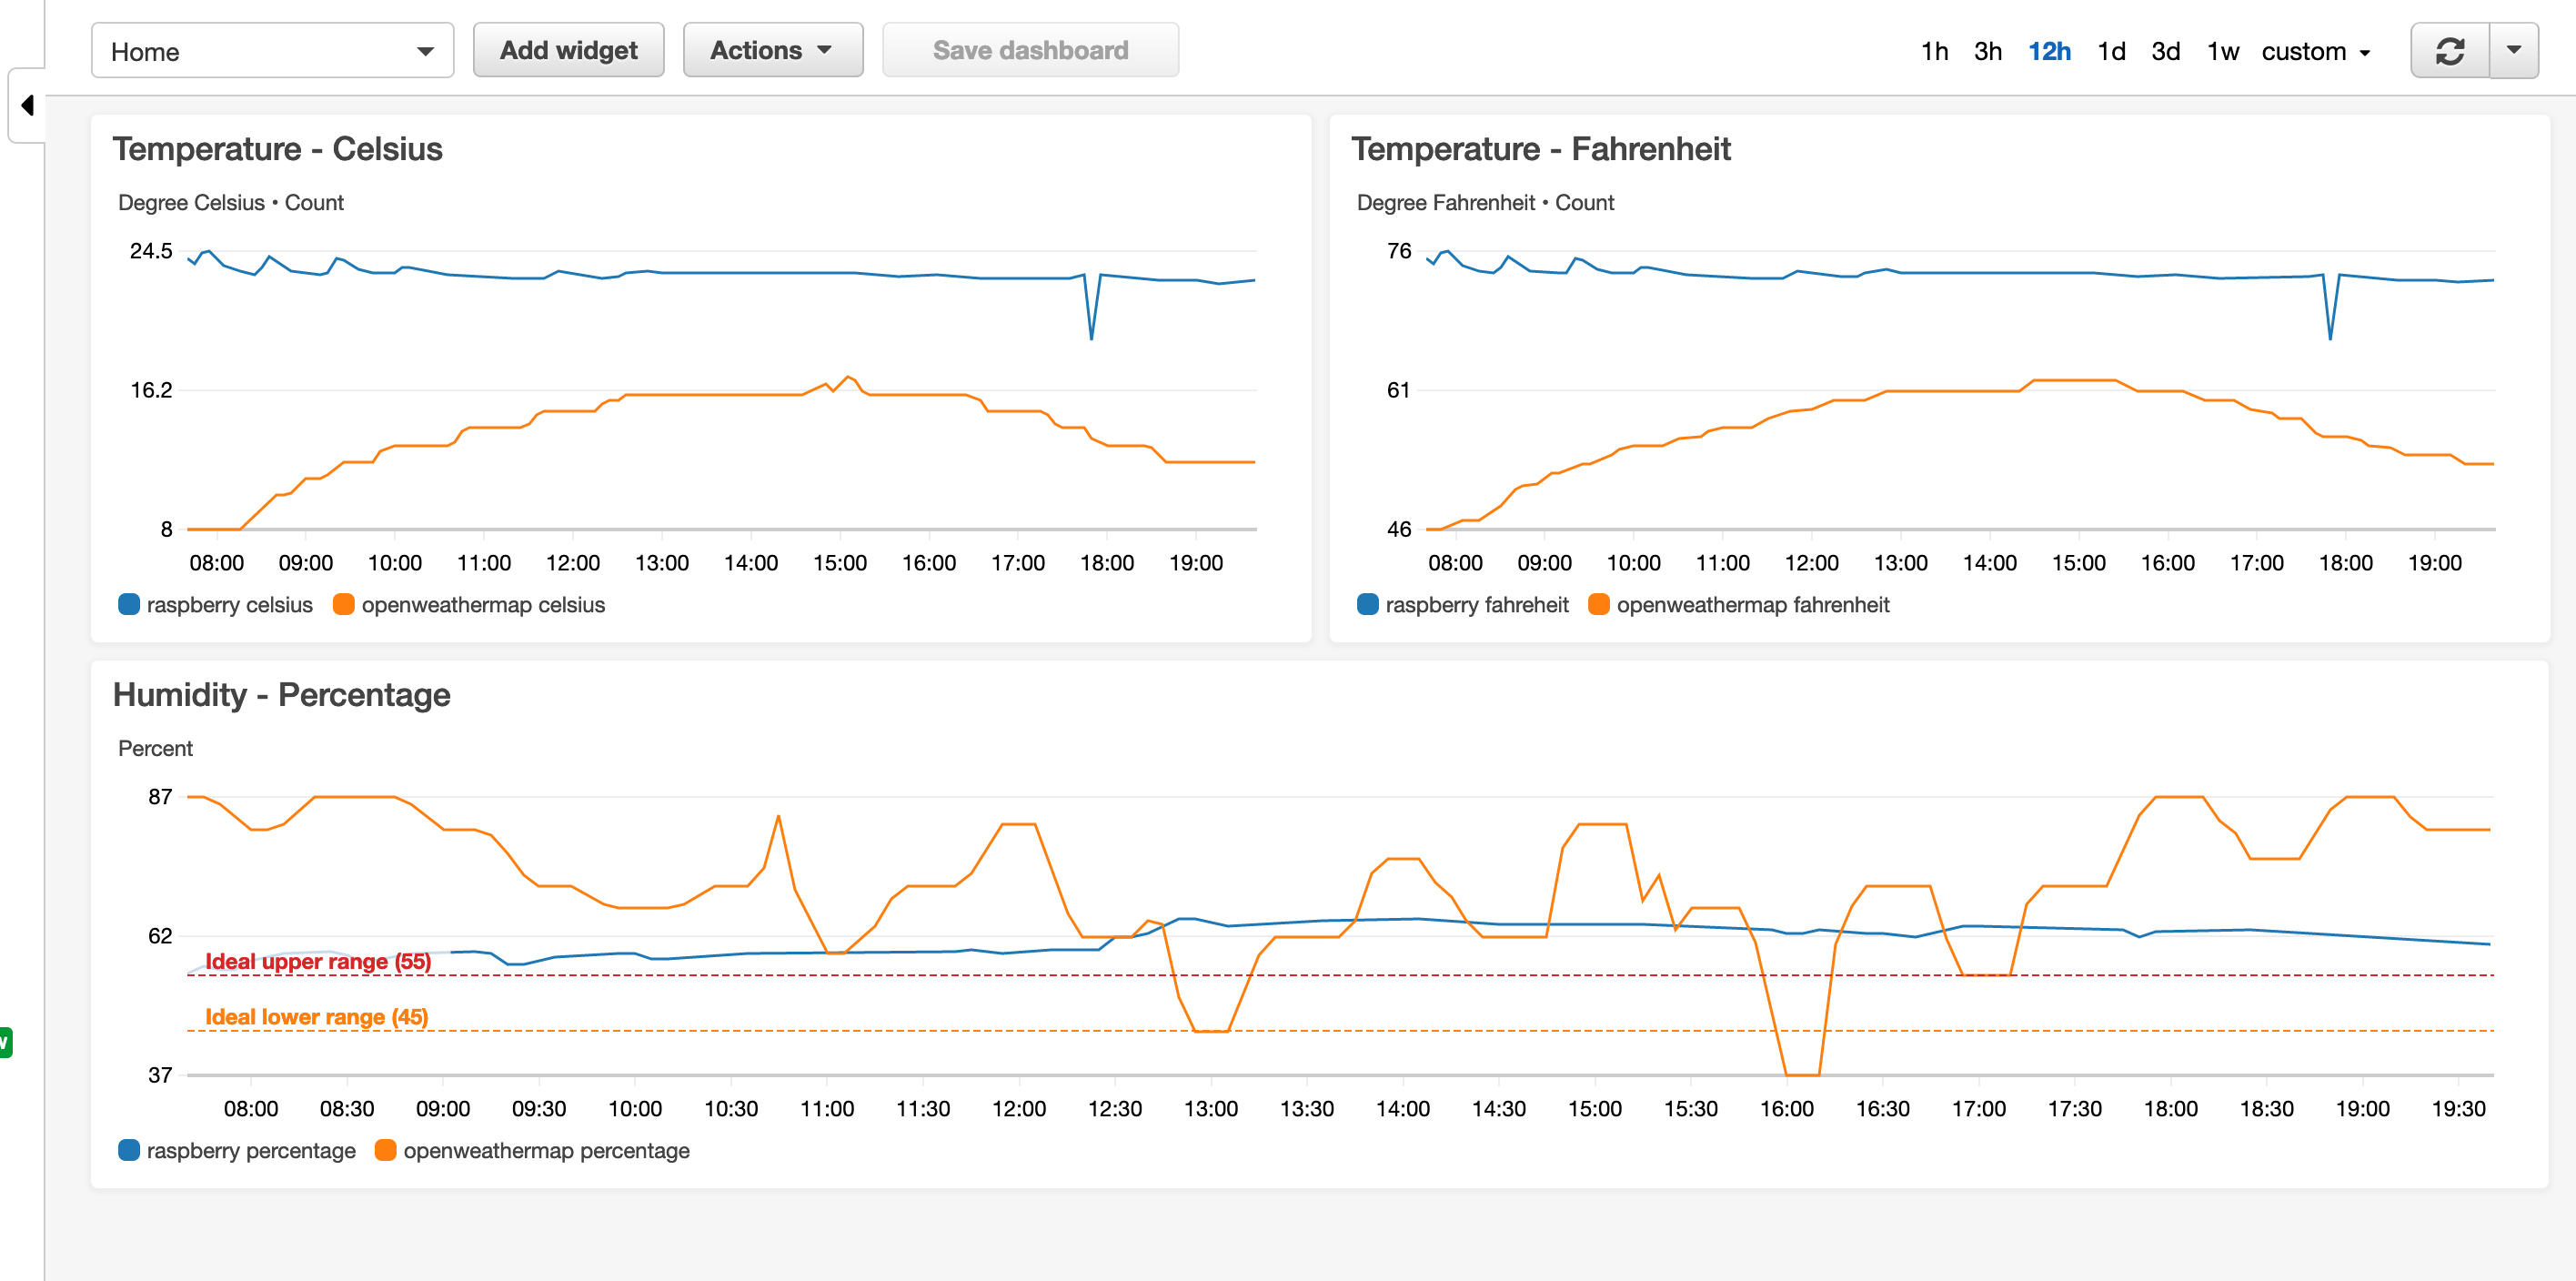 Home Add widget Actions Save dashboard 1h 3h 12h 1d 3d 1w custom
Temperature - Celsius
Degree Celsius • Count
24.5
16.2
8
08:00 09:00 10:00 11:00 12:00 13:00 14:00 15:00 16:00 17:00 18:00 19:00
raspberry celsius openweathermap celsius
Temperature - Fahrenheit
Degree Fahrenheit • Count
76
61
46
08:00 09:00 10:00 11:00 12:00 13:00 14:00 15:00 16:00 17:00 18:00 19:00
raspberry fahreheit openweathermap fahrenheit
Humidity - Percentage
Percent
87
62
Ideal upper range (55)
Ideal lower range (45)
37
08:00 08:30 09:00 09:30 10:00 10:30 11:00 11:30 12:00 12:30 13:00 13:30 14:00 14:30 15:00 15:30 16:00 16:30 17:00 17:30 18:00 18:30 19:00 19:30
raspberry percentage openweathermap percentage